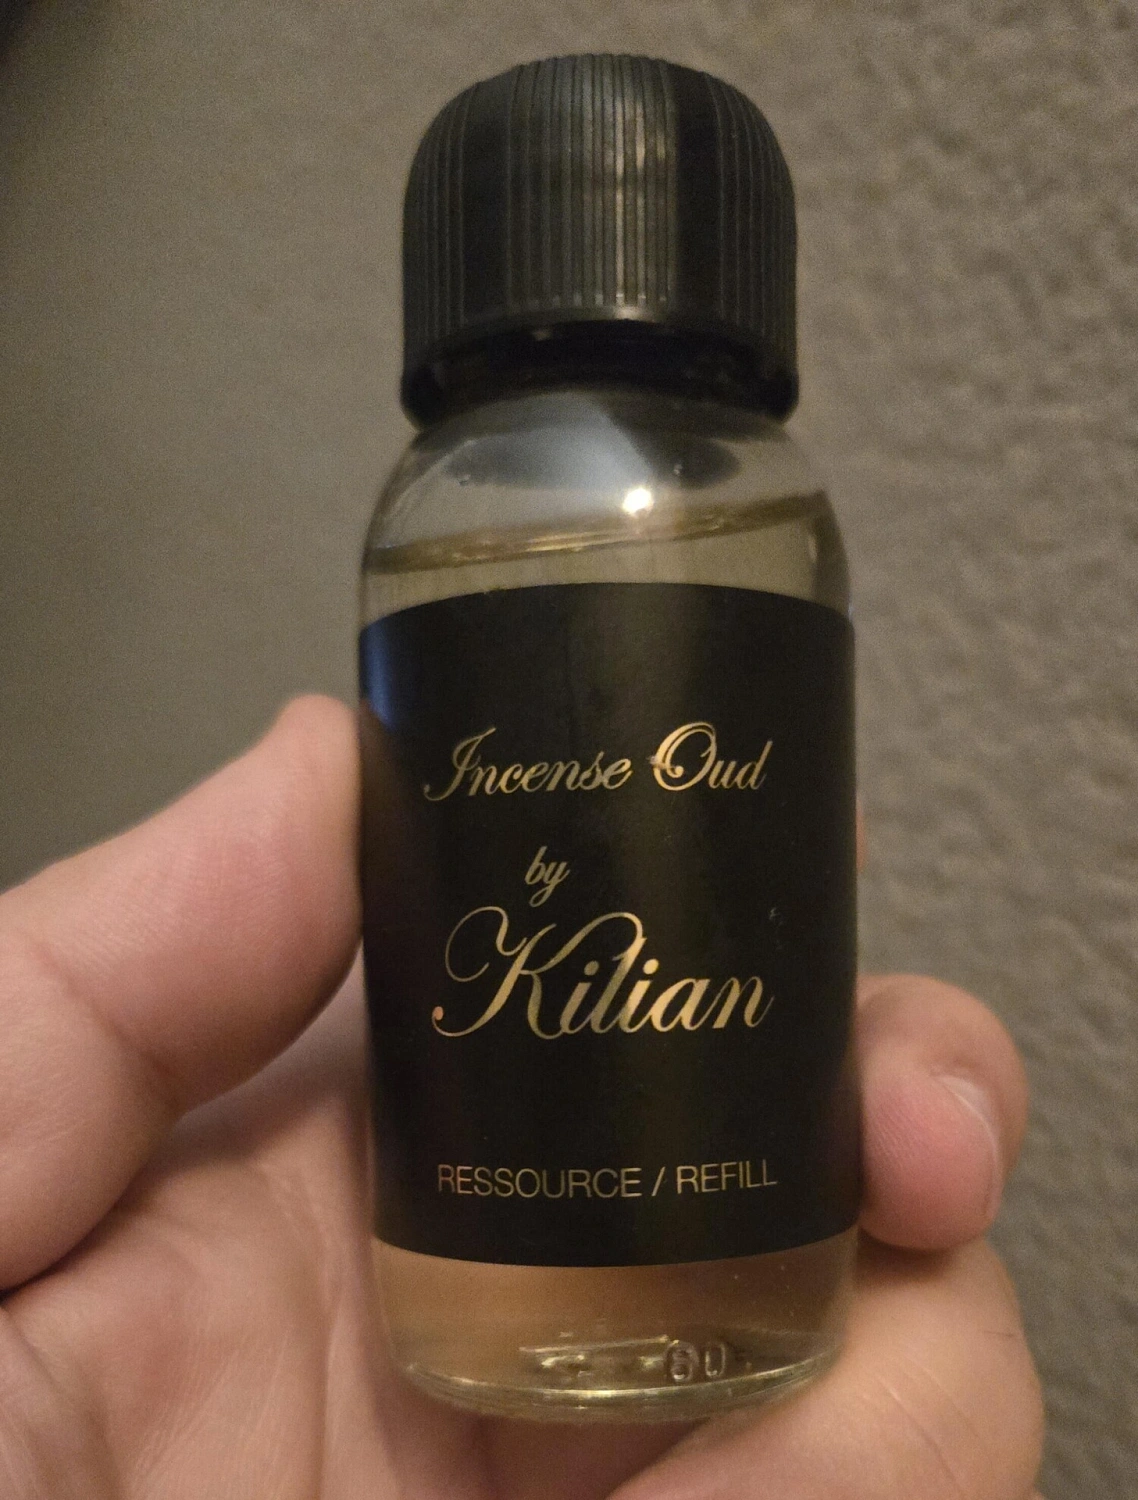 Incense Oud
by
Kilian
RESSOURCE / REFILL
60